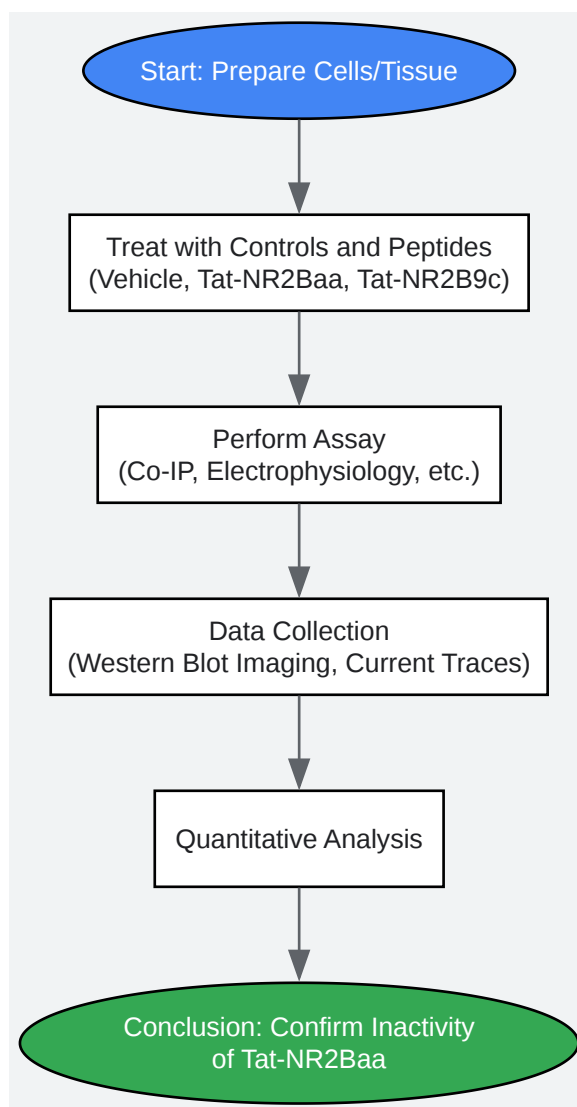 Start: Prepare Cells/Tissue
Treat with Controls and Peptides
(Vehicle, Tat-NR2Baa, Tat-NR2B9c)
Perform Assay
(Co-IP, Electrophysiology, etc.)
Data Collection
(Western Blot Imaging, Current Traces)
Quantitative Analysis
Conclusion: Confirm Inactivity
of Tat-NR2Baa